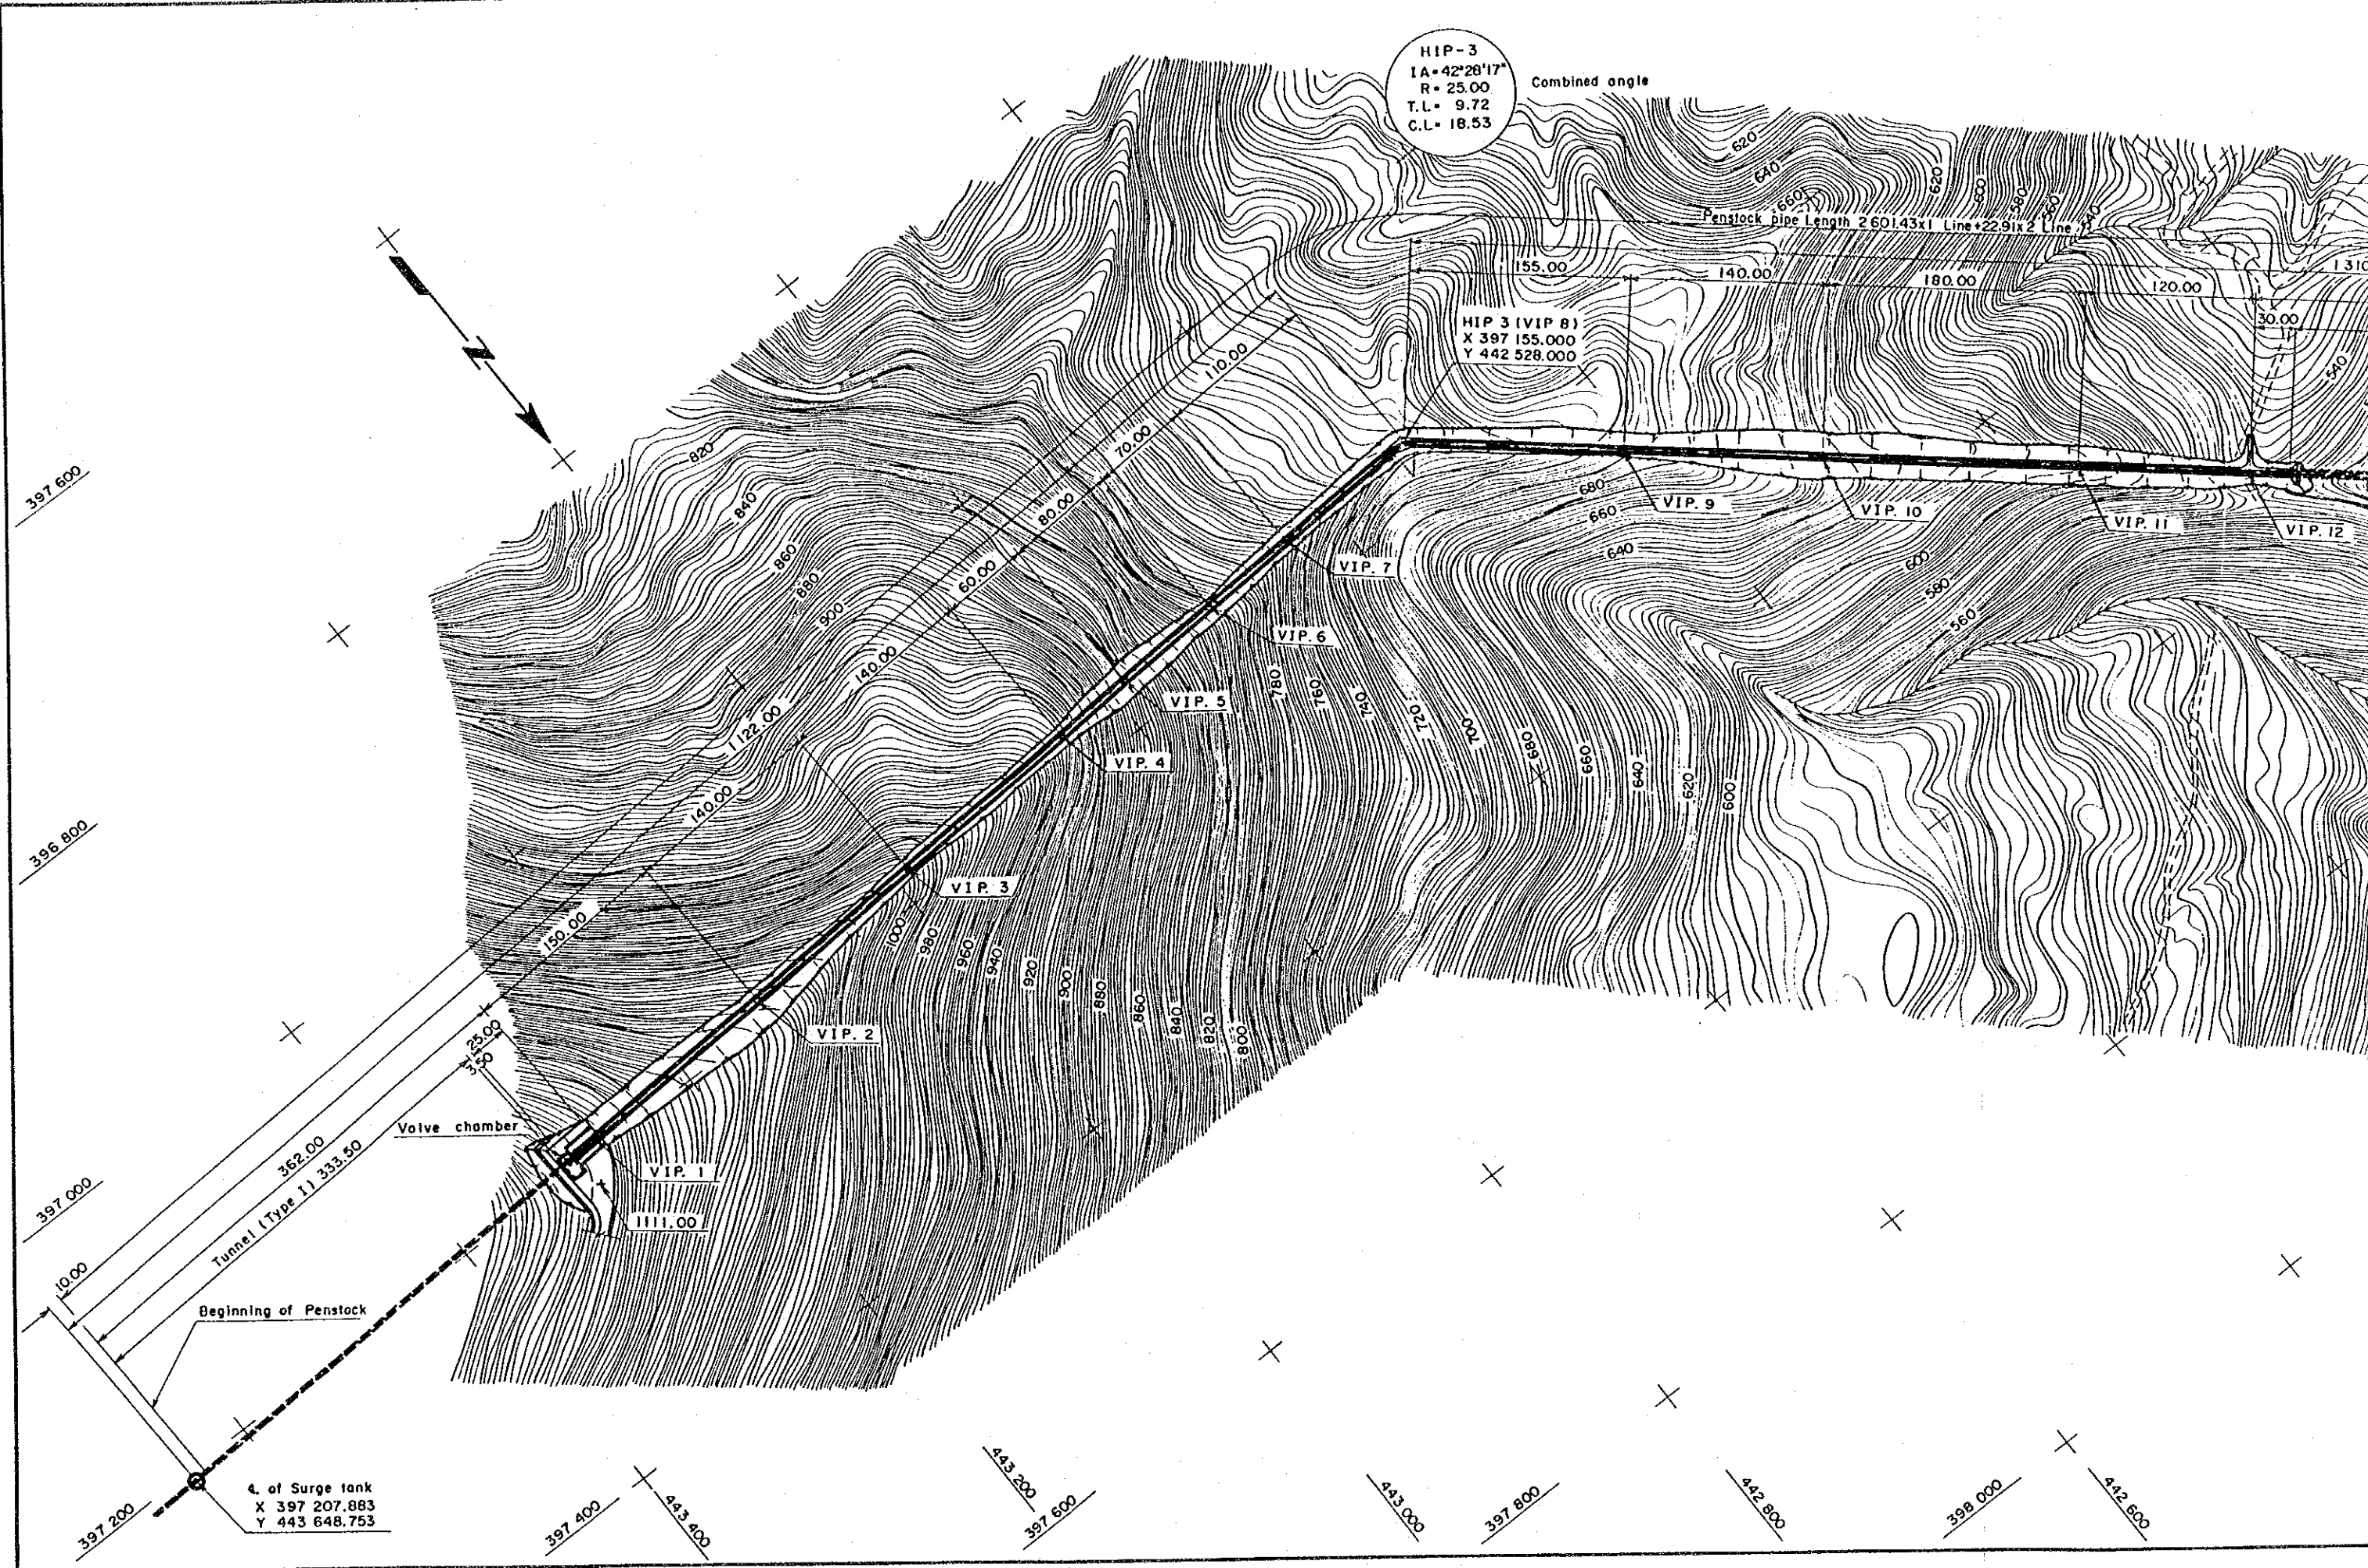 HIP-3
IA=42°28'17"
R= 25.00
T.L= 9.72
C.L= 18.53
Combined angle
620
640
660
620
600
580
560
540
Penstock pipe Length 2 601.43x1 Line+22.91x2 Line
1 310
155.00
140.00
180.00
120.00
30.00
540
HIP 3 (VIP 8)
X 397 155.000
Y 442 528.000
N
110.00
70.00
80.00
60.00
140.00
1 122.00
140.00
150.00
25.00
3.50
362.00
Tunnel (Type I) 333.50
10.00
820
840
860
880
900
397 600
396 800
397 000
397 200
VIP. 9
VIP. 10
VIP. 11
VIP. 12
680
660
640
600
580
560
VIP. 7
VIP. 6
VIP. 5
VIP. 4
VIP. 3
VIP. 2
VIP. 1
780
760
740
720
700
680
660
640
620
600
1000
980
960
940
920
900
880
860
840
820
800
Valve chamber
1111.00
Beginning of Penstock
℄ of Surge tank
X 397 207.883
Y 443 648.753
397 400
443 400
443 200
397 600
443 000
397 800
442 800
398 000
442 600